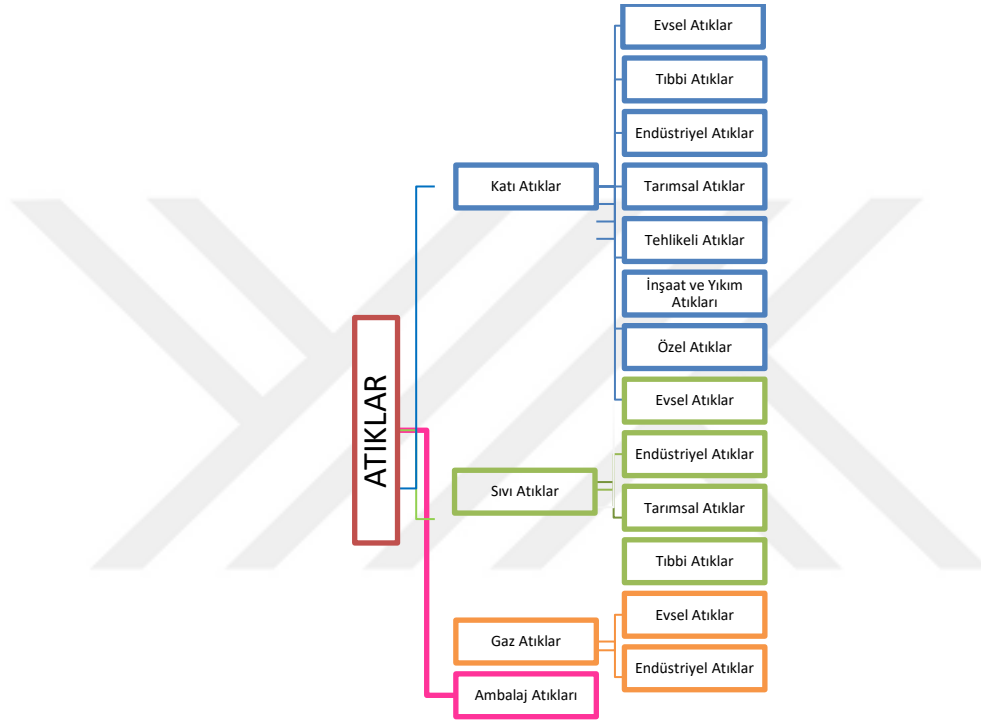 ATIKLAR
Katı Atıklar
Evsel Atıklar
Tıbbi Atıklar
Endüstriyel Atıklar
Tarımsal Atıklar
Tehlikeli Atıklar
İnşaat ve Yıkım
Atıkları
Özel Atıklar
Sıvı Atıklar
Evsel Atıklar
Endüstriyel Atıklar
Tarımsal Atıklar
Tıbbi Atıklar
Gaz Atıklar
Evsel Atıklar
Endüstriyel Atıklar
Ambalaj Atıkları